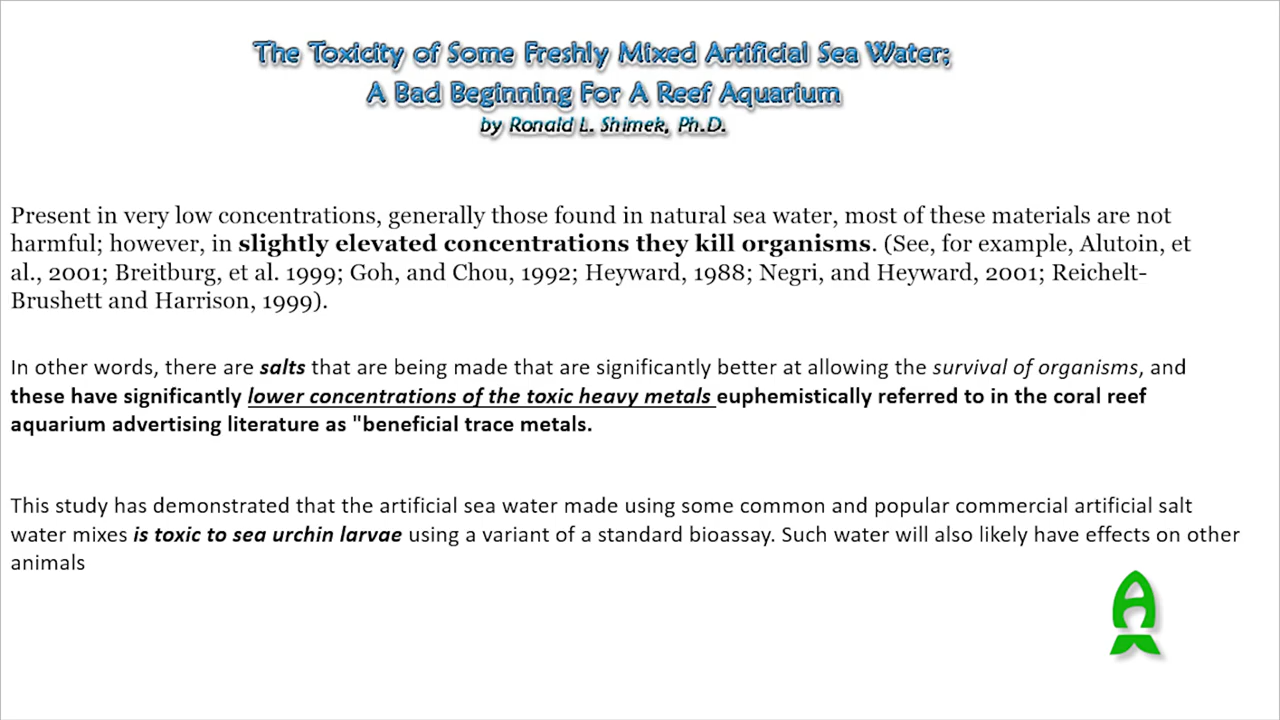 The Toxicity of Some Freshly Mixed Artificial Sea Water;
A Bad Beginning For A Reef Aquarium
by Ronald L. Shimek, Ph.D.
Present in very low concentrations, generally those found in natural sea water, most of these materials are not
harmful; however, in slightly elevated concentrations they kill organisms. (See, for example, Alutoin, et
al., 2001; Breitburg, et al. 1999; Goh, and Chou, 1992; Heyward, 1988; Negri, and Heyward, 2001; Reichelt-
Brushett and Harrison, 1999).
In other words, there are salts that are being made that are significantly better at allowing the survival of organisms, and
these have significantly lower concentrations of the toxic heavy metals euphemistically referred to in the coral reef
aquarium advertising literature as "beneficial trace metals.
This study has demonstrated that the artificial sea water made using some common and popular commercial artificial salt
water mixes is toxic to sea urchin larvae using a variant of a standard bioassay. Such water will also likely have effects on other
animals